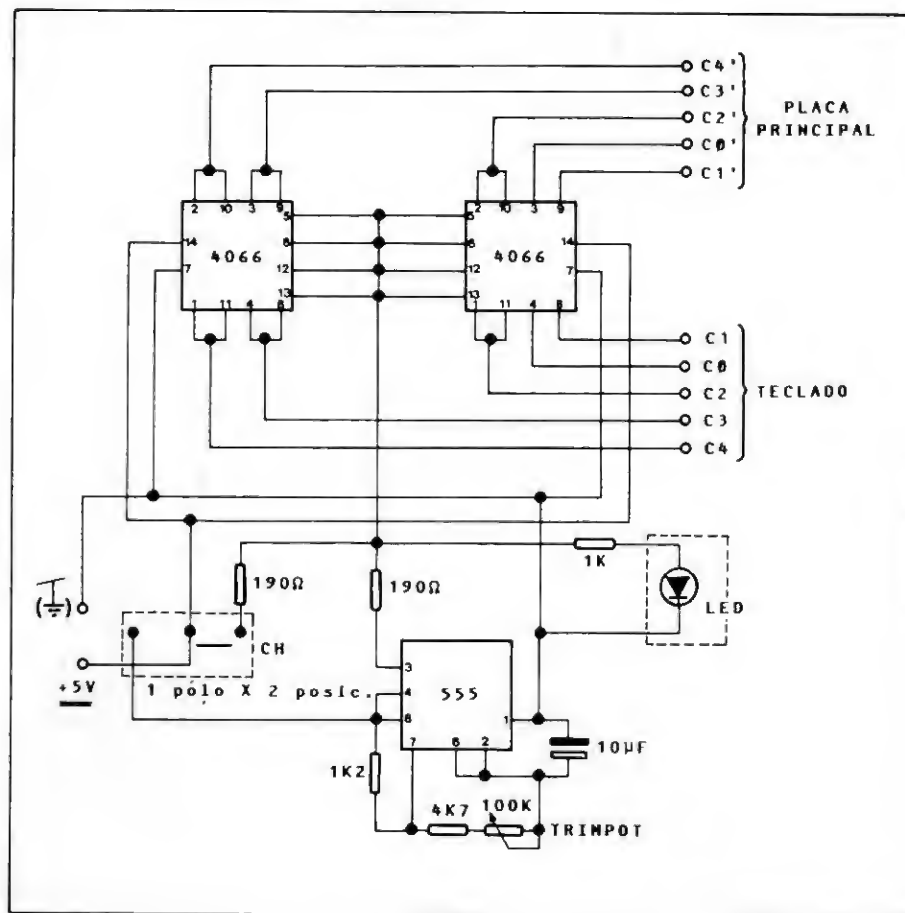 C4'
C3'
C2'
C0'
C1'
PLACA
PRINCIPAL
2 10 3 9
2 10 3 9
14 5
5 14
4066
4066
7 6
6 7
12
12
13
13
1 11 4 8
1 11 4 8
C1
C0
C2
C3
C4
TECLADO
1K
190Ω
190Ω
LED
CH
+5V
1 pólo X 2 posic.
3
4
555
8
1
7 6 2
10µF
1K2
4K7
100K
TRIMPOT